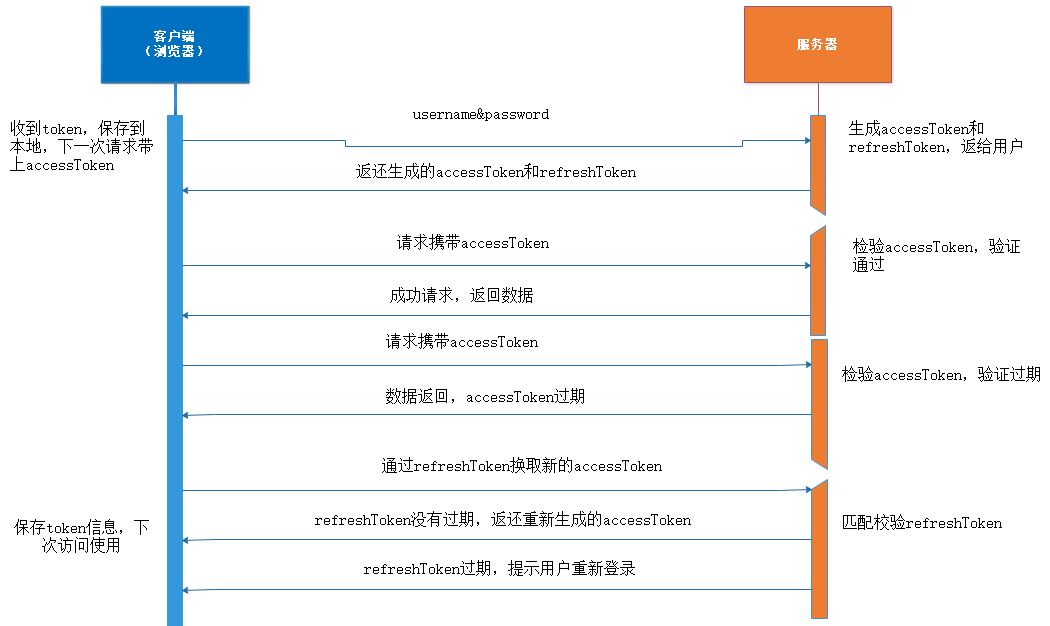 客户端
（浏览器）
服务器
username&password
收到token，保存到
本地，下一次请求带
上accessToken
生成accessToken和
refreshToken，返给用户
返还生成的accessToken和refreshToken
请求携带accessToken
检验accessToken，验证
通过
成功请求，返回数据
请求携带accessToken
检验accessToken，验证过期
数据返回，accessToken过期
通过refreshToken换取新的accessToken
保存token信息，下
次访问使用
refreshToken没有过期，返还重新生成的accessToken
匹配校验refreshToken
refreshToken过期，提示用户重新登录